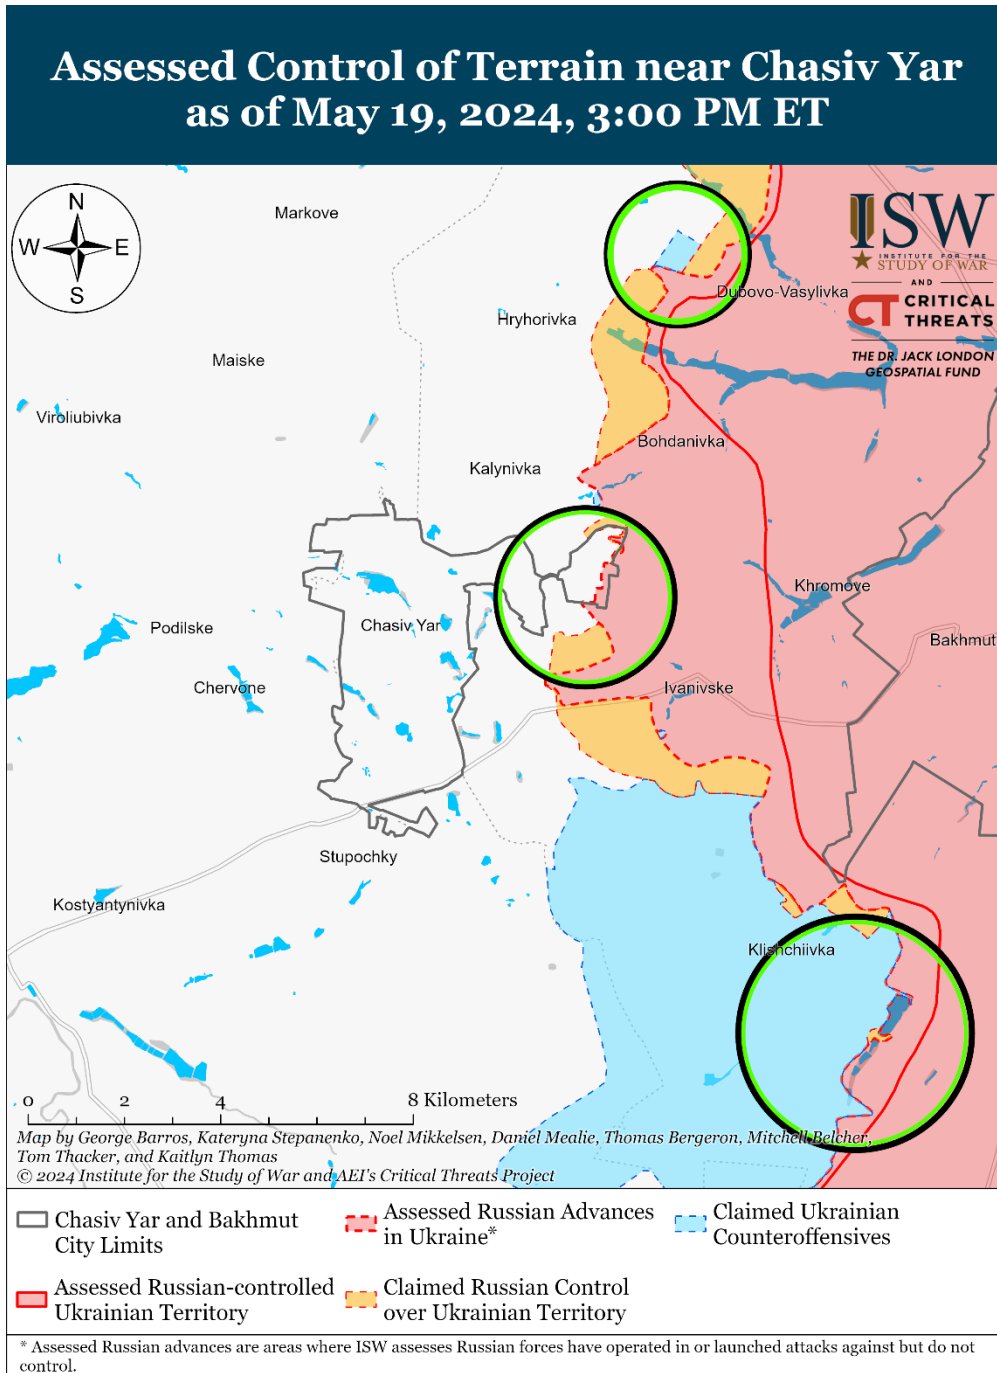 Assessed Control of Terrain near Chasiv Yar
as of May 19, 2024, 3:00 PM ET
N
W
E
S
Markove
ISW
INSTITUTE FOR THE
STUDY OF WAR
AND
CT CRITICAL
THREATS
THE DR. JACK LONDON
GEOSPATIAL FUND
Dubovo-Vasylivka
Hryhorivka
Maiske
Viroliubivka
Bohdanivka
Kalynivka
Khromove
Podilske
Chasiv Yar
Bakhmut
Chervone
Ivanivske
Stupochky
Kostyantynivka
Klishchiivka
0 2 4 8 Kilometers
Map by George Barros, Kateryna Stepanenko, Noel Mikkelsen, Daniel Mealie, Thomas Bergeron, Mitchell Belcher,
Tom Thacker, and Kaitlyn Thomas
© 2024 Institute for the Study of War and AEI's Critical Threats Project
Chasiv Yar and Bakhmut
City Limits
Assessed Russian Advances
in Ukraine*
Claimed Ukrainian
Counteroffensives
Assessed Russian-controlled
Ukrainian Territory
Claimed Russian Control
over Ukrainian Territory
* Assessed Russian advances are areas where ISW assesses Russian forces have operated in or launched attacks against but do not
control.